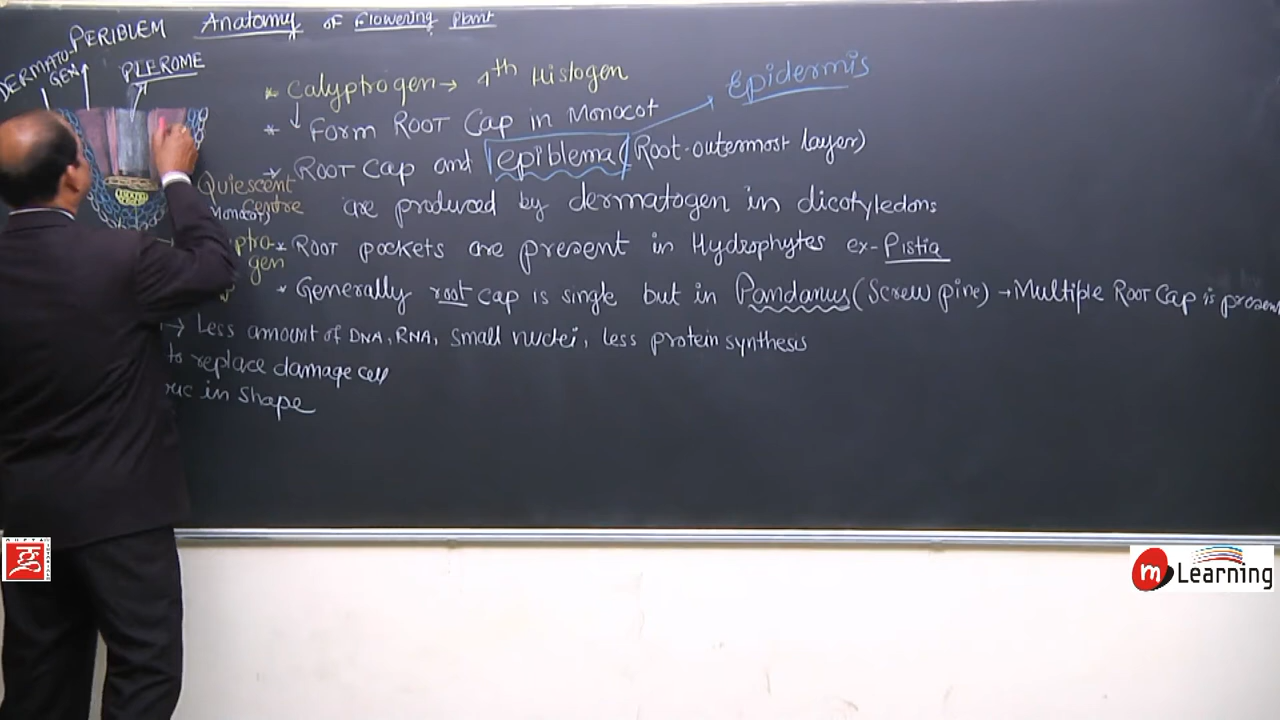 Anatomy of Flowering Plant
PERIBLEM
DERMATO-
GEN
PLEROME
* Calyptrogen → 4th Histogen
Epidermis
* Form ROOT Cap in Monocot
→ ROOT Cap and epiblema (Root-outermost layer)
Quiescent
Centre
are produced by dermatogen in dicotyledons
(Monocot)
* ROOT pockets are present in Hydrophytes ex- Pistia
gen
* Generally root cap is single but in Pandanus (Screw pine) → Multiple ROOT Cap is present
→ Less amount of DNA, RNA, small nuclei, less protein synthesis
to replace damage cell
in shape
m Learning